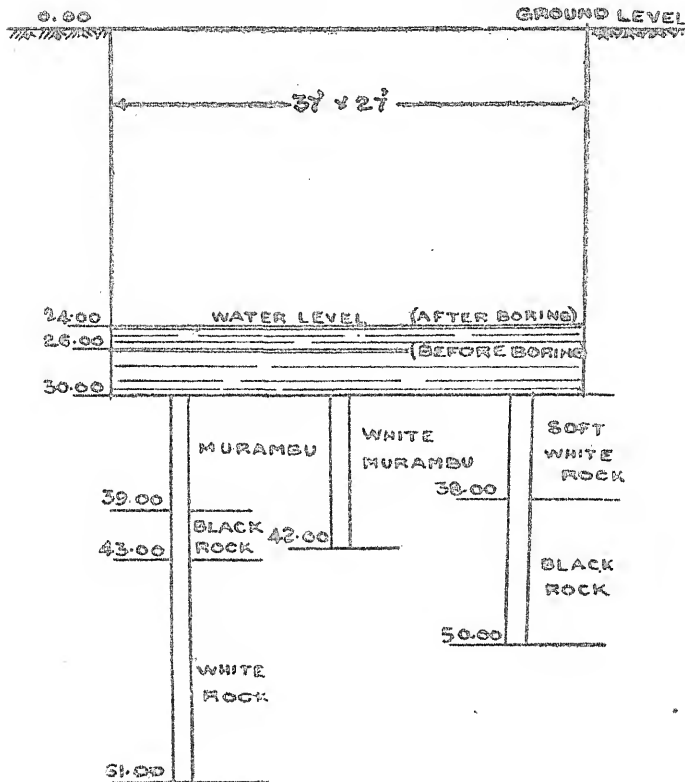 0.00 GROUND LEVEL
37' x 27'
24.00 WATER LEVEL (AFTER BORING)
26.00 (BEFORE BORING)
30.00
MURAMBU
WHITE
MURAMBU
SOFT
WHITE
ROCK
39.00
38.00
BLACK
ROCK
43.00
42.00
BLACK
ROCK
50.00
WHITE
ROCK
61.00